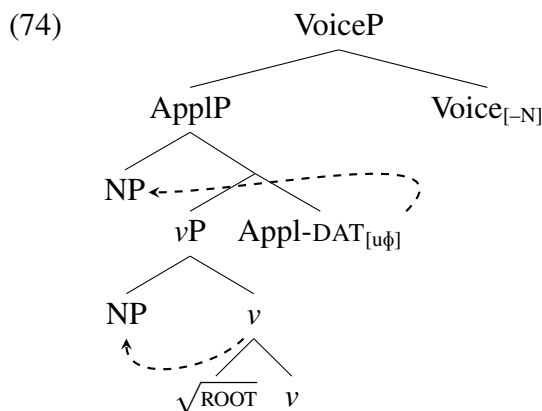 (74) VoiceP
ApplP Voice[–N]
NP
vP Appl-DAT[uϕ]
NP v
√ROOT v